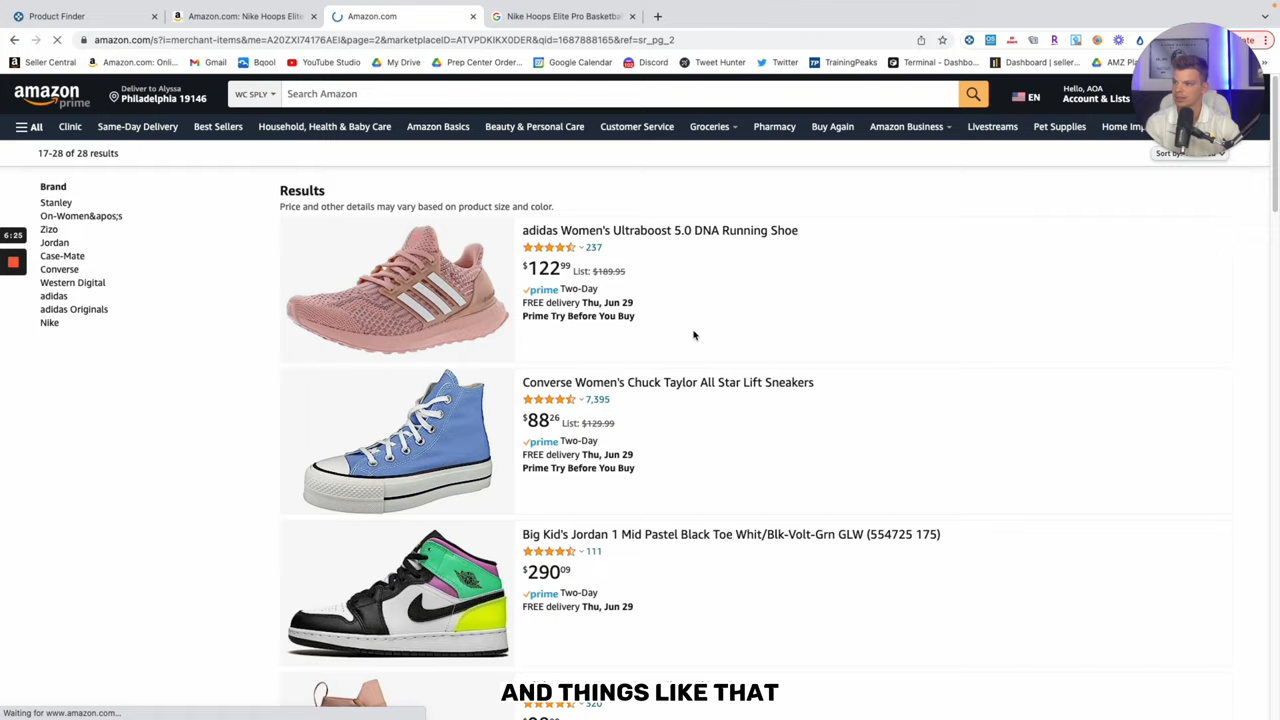 Product Finder
Amazon.com: Nike Hoops Elite
Amazon.com
Nike Hoops Elite Pro Basketba
amazon.com/s?i=merchant-items&me=A20ZXI74176AEI&page=2&marketplaceID=ATVPDKIKX0DER&qid=1687888165&ref=sr_pg_2
Seller Central
Amazon.com: Onli...
Gmail
Bqool
YouTube Studio
My Drive
Prep Center Order...
Google Calendar
Discord
Tweet Hunter
Twitter
TrainingPeaks
Terminal - Dashbo...
Dashboard | seller...
AMZ P
amazon
prime
Deliver to Alyssa
Philadelphia 19146
WC SPLY
Search Amazon
EN
Hello, AOA
Account & Lists
All
Clinic
Same-Day Delivery
Best Sellers
Household, Health & Baby Care
Amazon Basics
Beauty & Personal Care
Customer Service
Groceries
Pharmacy
Buy Again
Amazon Business
Livestreams
Pet Supplies
Home Im
17-28 of 28 results
Sort by:
Brand
Stanley
On-Women&apos;s
Zizo
Jordan
Case-Mate
Converse
Western Digital
adidas
adidas Originals
Nike
6:25
Results
Price and other details may vary based on product size and color.
adidas Women's Ultraboost 5.0 DNA Running Shoe
237
$122 99 List: $189.95
prime Two-Day
FREE delivery Thu, Jun 29
Prime Try Before You Buy
Converse Women's Chuck Taylor All Star Lift Sneakers
7,395
$88 26 List: $129.99
prime Two-Day
FREE delivery Thu, Jun 29
Prime Try Before You Buy
Big Kid's Jordan 1 Mid Pastel Black Toe Whit/Blk-Volt-Grn GLW (554725 175)
111
$290 09
prime Two-Day
FREE delivery Thu, Jun 29
320
AND THINGS LIKE THAT
Waiting for www.amazon.com...